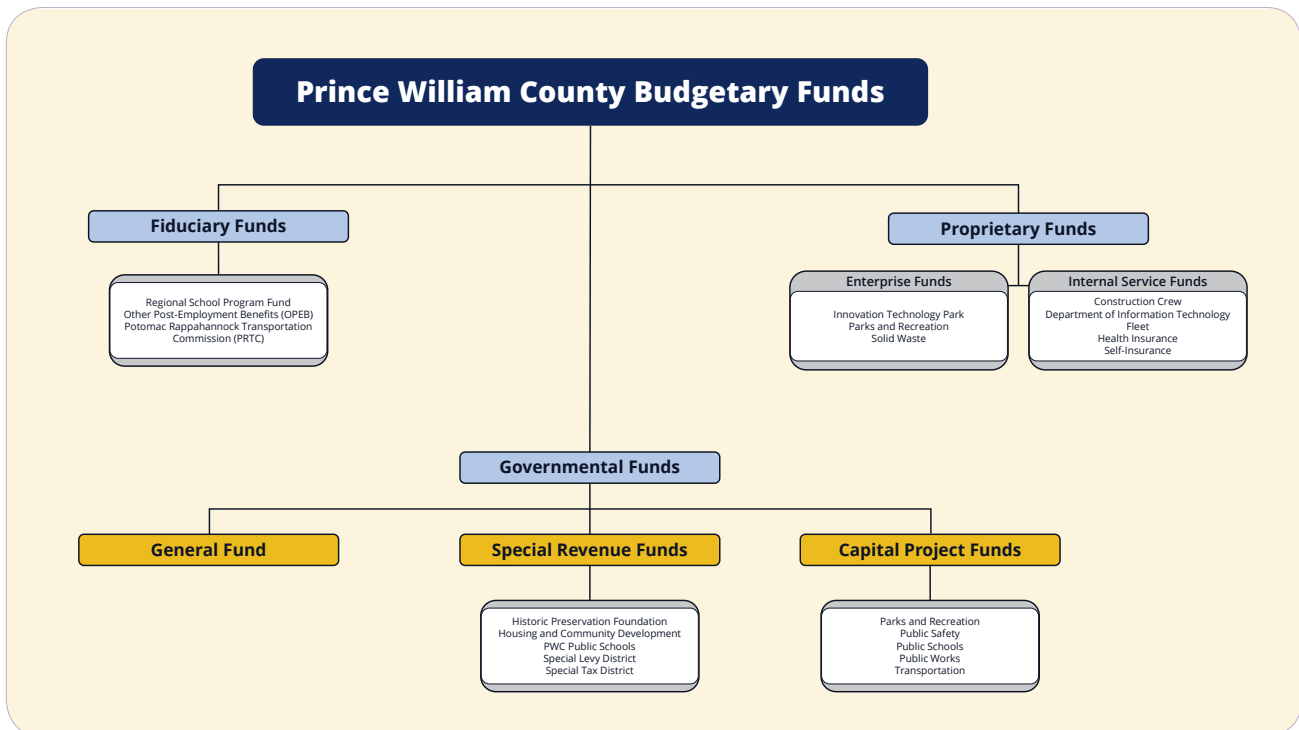 Prince William County Budgetary Funds
Fiduciary Funds
Regional School Program Fund
Other Post-Employment Benefits (OPEB)
Potomac Rappahannock Transportation
Commission (PRTC)
Proprietary Funds
Enterprise Funds
Innovation Technology Park
Parks and Recreation
Solid Waste
Internal Service Funds
Construction Crew
Department of Information Technology
Fleet
Health Insurance
Self-Insurance
Governmental Funds
General Fund
Special Revenue Funds
Historic Preservation Foundation
Housing and Community Development
PWC Public Schools
Special Levy District
Special Tax District
Capital Project Funds
Parks and Recreation
Public Safety
Public Schools
Public Works
Transportation